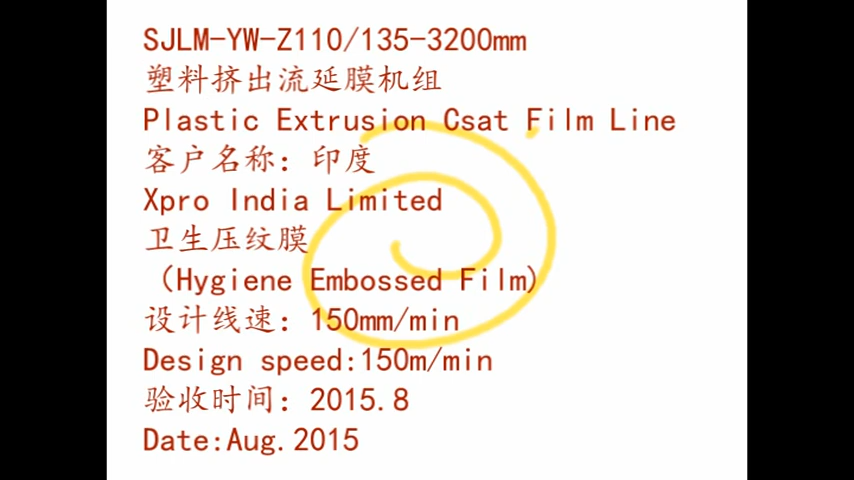 SJLM-YW-Z110/135-3200mm
塑料挤出流延膜机组
Plastic Extrusion Csat Film Line
客户名称：印度
Xpro India Limited
卫生压纹膜
（Hygiene Embossed Film)
设计线速：150mm/min
Design speed:150m/min
验收时间：2015.8
Date:Aug.2015